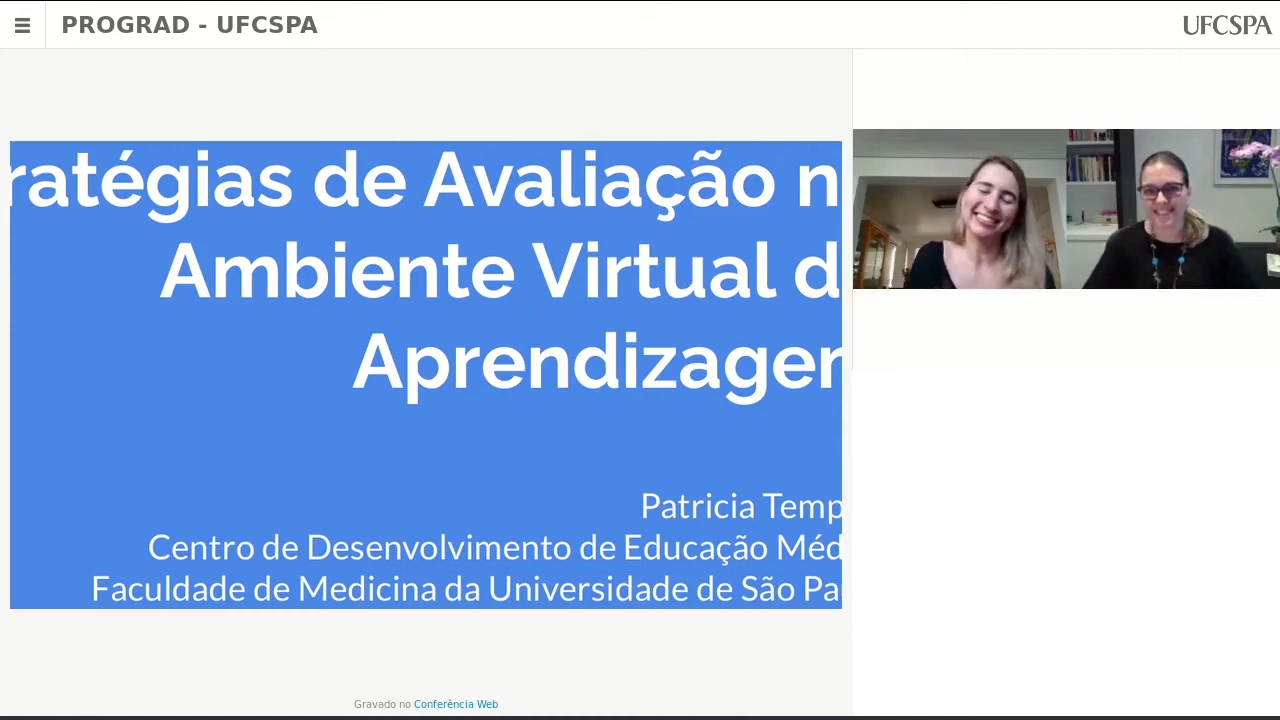 PROGRAD - UFCSPA
UFCSPA
ratégias de Avaliação n
Ambiente Virtual d
Aprendizager
Patricia Temp
Centro de Desenvolvimento de Educação Méd
Faculdade de Medicina da Universidade de São Pau
Gravado no Conferência Web